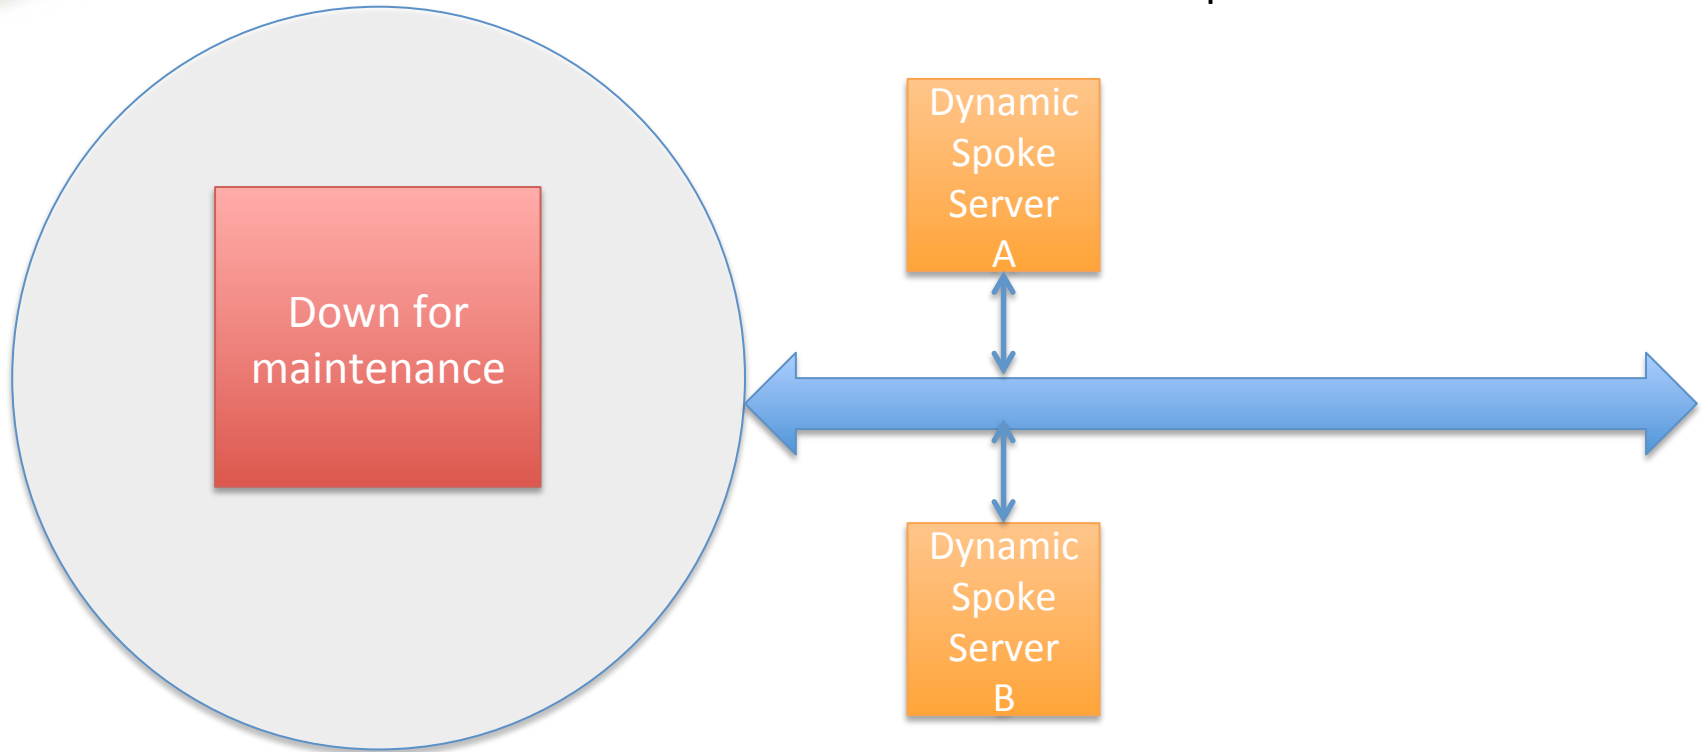 Dynamic
Spoke
Server
A
Down for
maintenance
Dynamic
Spoke
Server
B